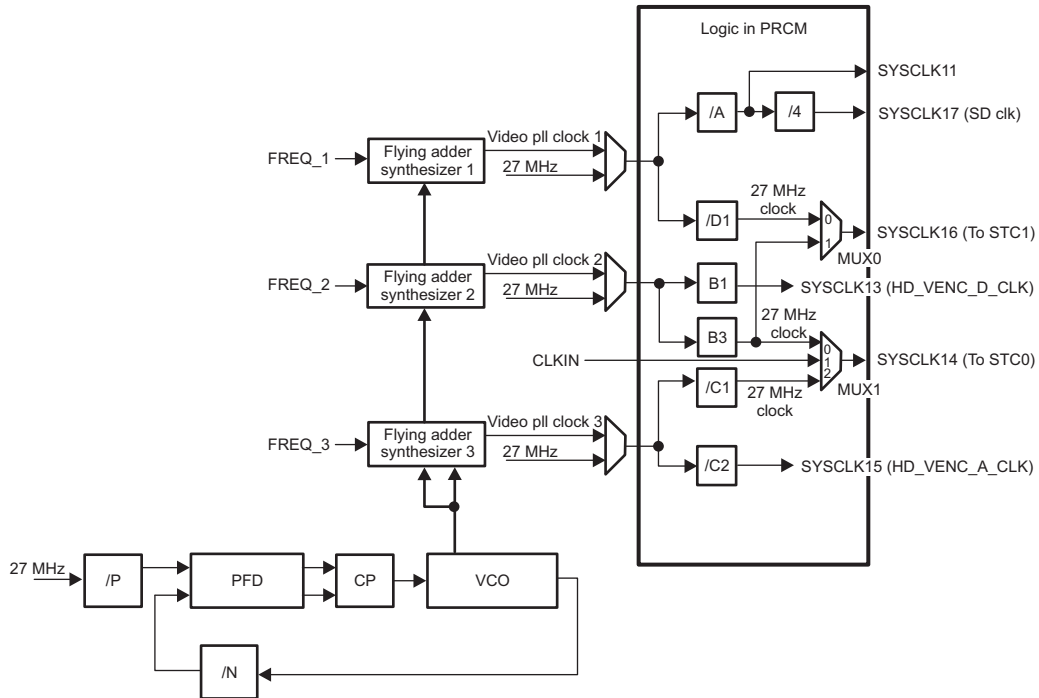 Logic in PRCM
SYSCLK11
/A
/4
SYSCLK17 (SD clk)
Video pll clock 1
FREQ_1
Flying adder
synthesizer 1
27 MHz
/D1
27 MHz
clock
0
1
MUX0
SYSCLK16 (To STC1)
Video pll clock 2
FREQ_2
Flying adder
synthesizer 2
27 MHz
B1
SYSCLK13 (HD_VENC_D_CLK)
B3
27 MHz
clock
CLKIN
0
1
2
MUX1
SYSCLK14 (To STC0)
/C1
27 MHz
clock
Video pll clock 3
FREQ_3
Flying adder
synthesizer 3
27 MHz
/C2
SYSCLK15 (HD_VENC_A_CLK)
27 MHz
/P
PFD
CP
VCO
/N